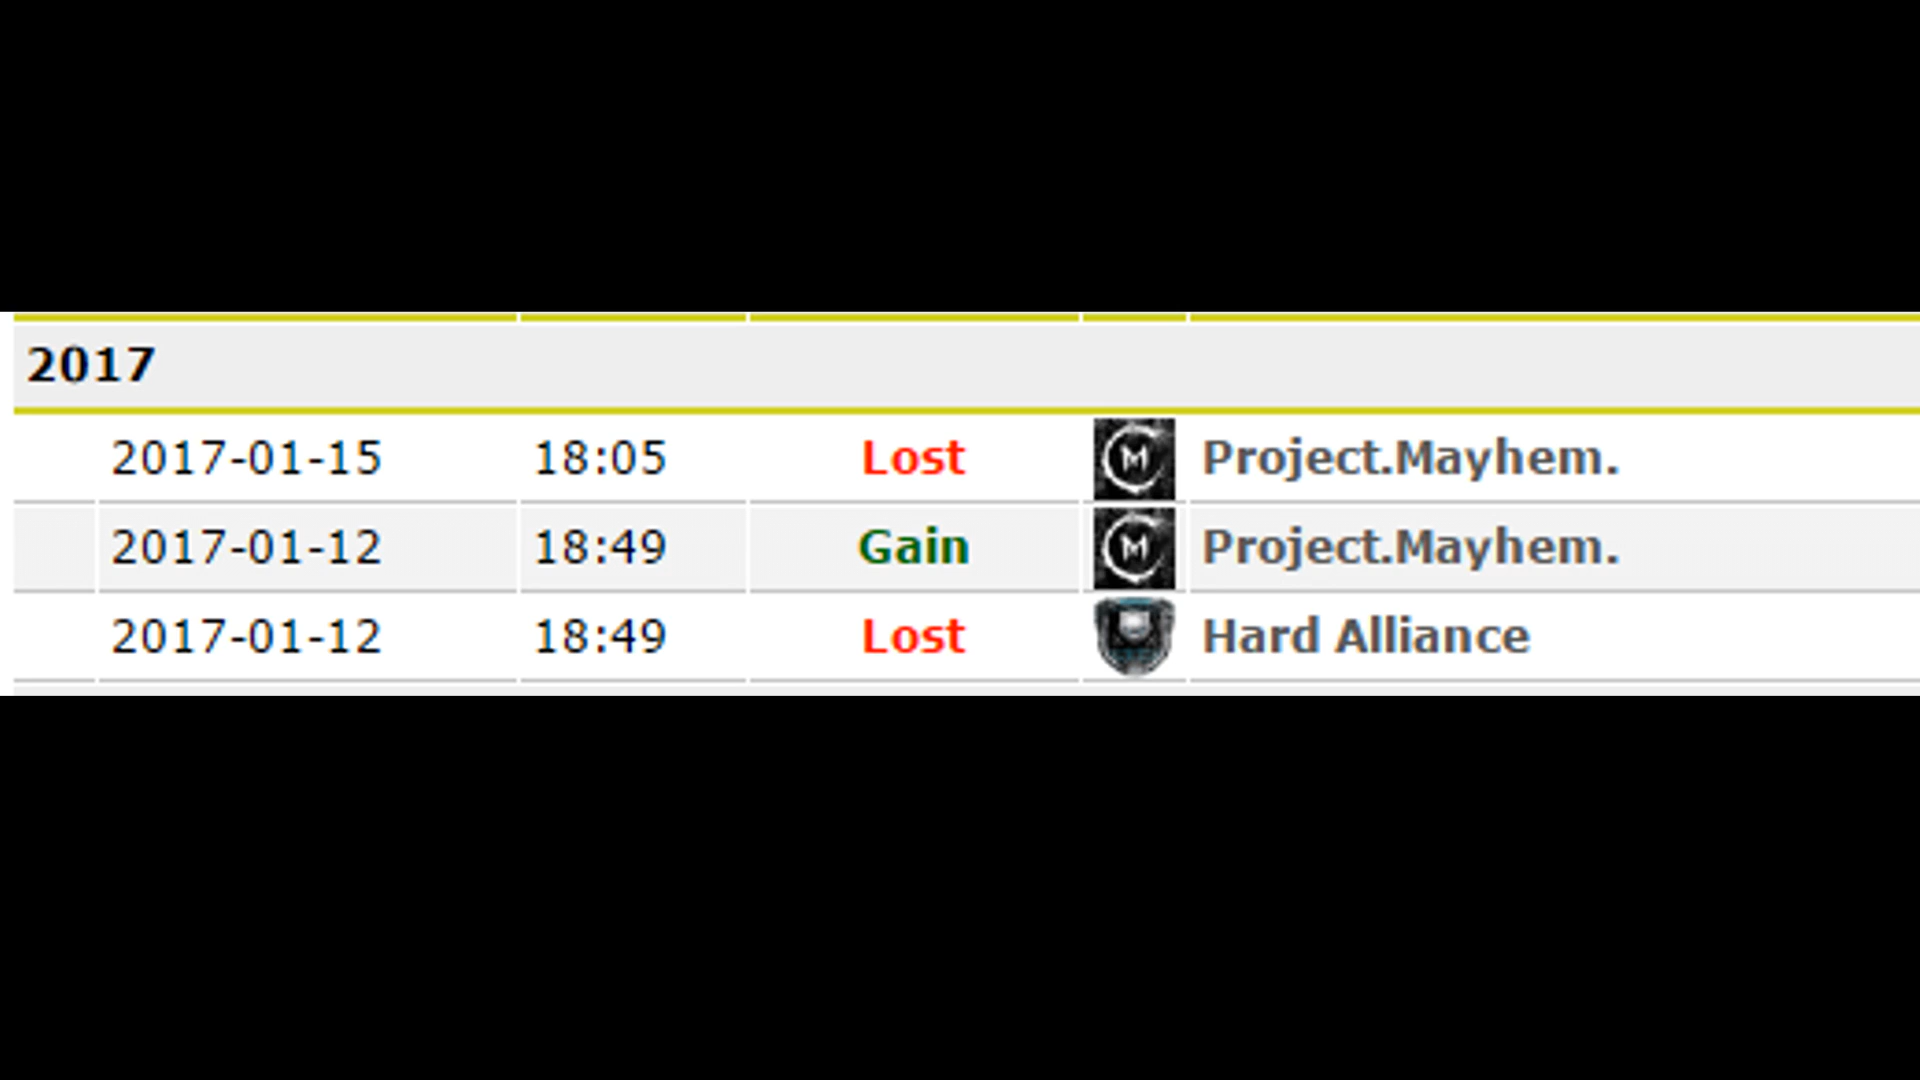 2017
2017-01-15 18:05 Lost Project.Mayhem.
2017-01-12 18:49 Gain Project.Mayhem.
2017-01-12 18:49 Lost Hard Alliance